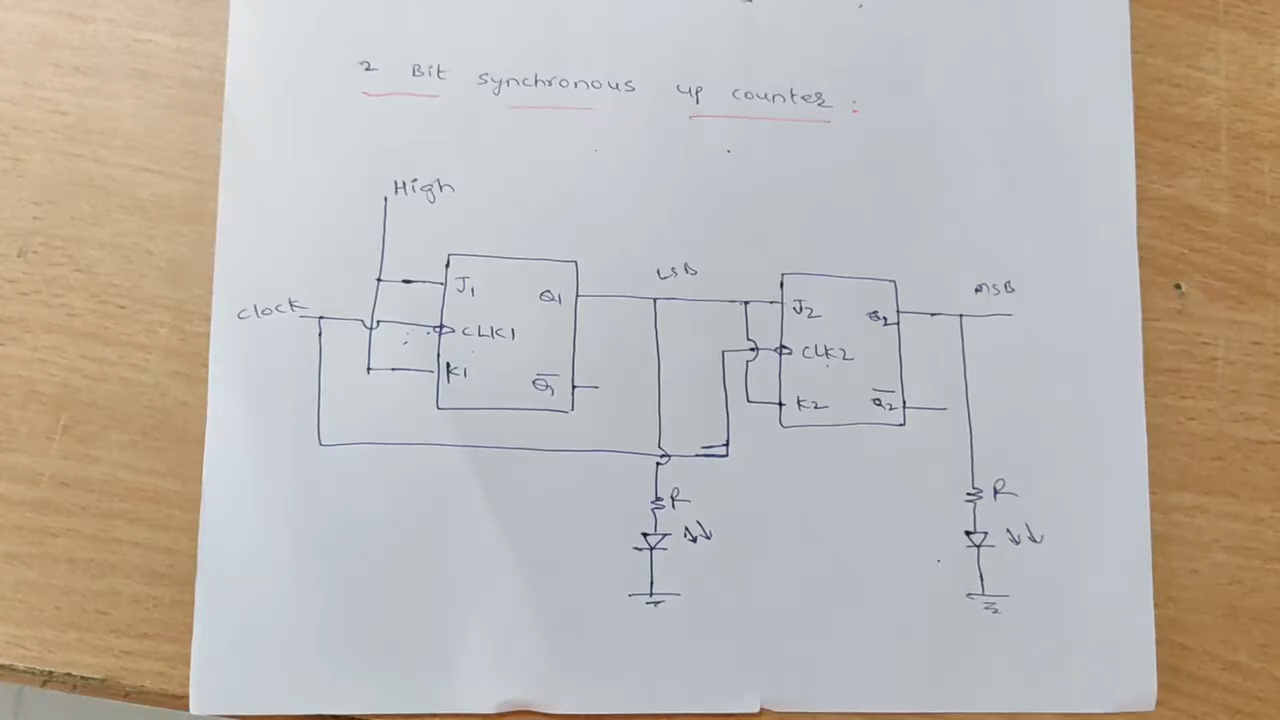 2 Bit synchronous up counter :
High
LSB
MSB
clock
J1
Q1
CLK1
K1
Q̅1
J2
Q2
CLK2
K2
Q̅2
R
R